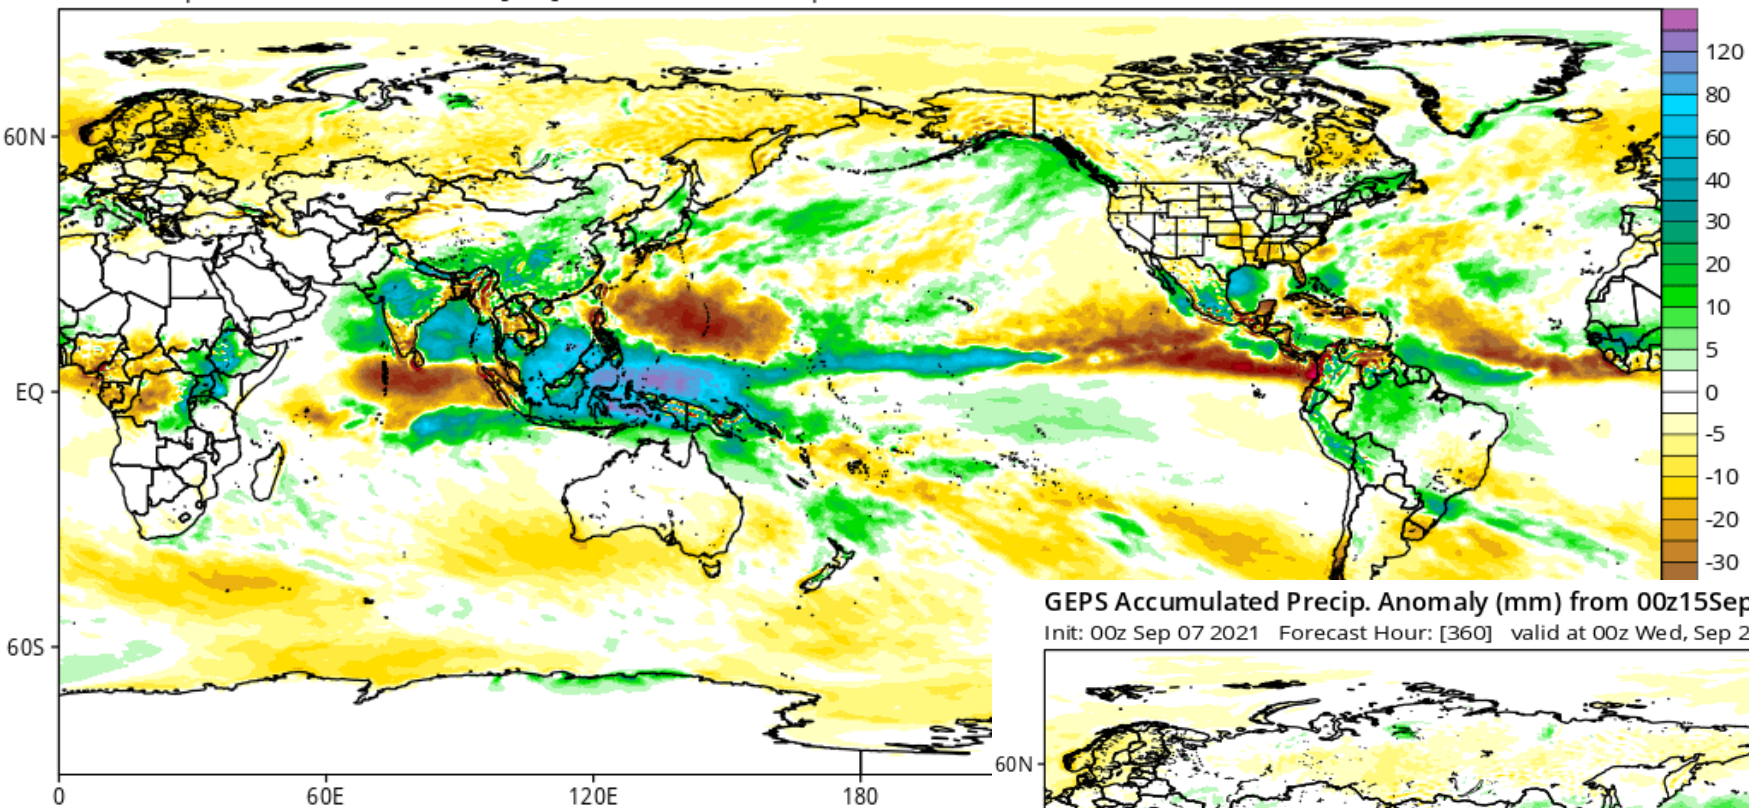 120
80
60N
60
40
30
20
10
5
EQ
0
-5
-10
-20
-30
GEPS Accumulated Precip. Anomaly (mm) from 00z15Sep
Init: 00z Sep 07 2021 Forecast Hour: [360] valid at 00z Wed, Sep 2
60S
60N
0
60E
120E
180